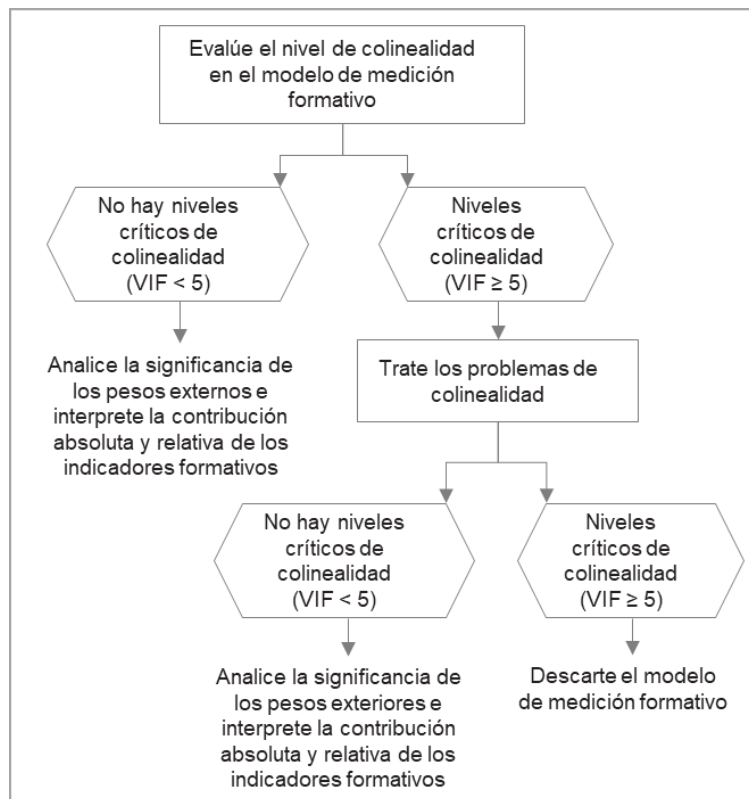 Evalúe el nivel de colinealidad
en el modelo de medición
formativo
No hay niveles
críticos de
colinealidad
(VIF < 5)
Niveles
críticos de
colinealidad
(VIF ≥ 5)
Analice la significancia de
los pesos externos e
interprete la contribución
absoluta y relativa de los
indicadores formativos
Trate los problemas de
colinealidad
No hay niveles
críticos de
colinealidad
(VIF < 5)
Niveles
críticos de
colinealidad
(VIF ≥ 5)
Analice la significancia de
los pesos exteriores e
interprete la contribución
absoluta y relativa de los
indicadores formativos
Descarte el modelo
de medición formativo